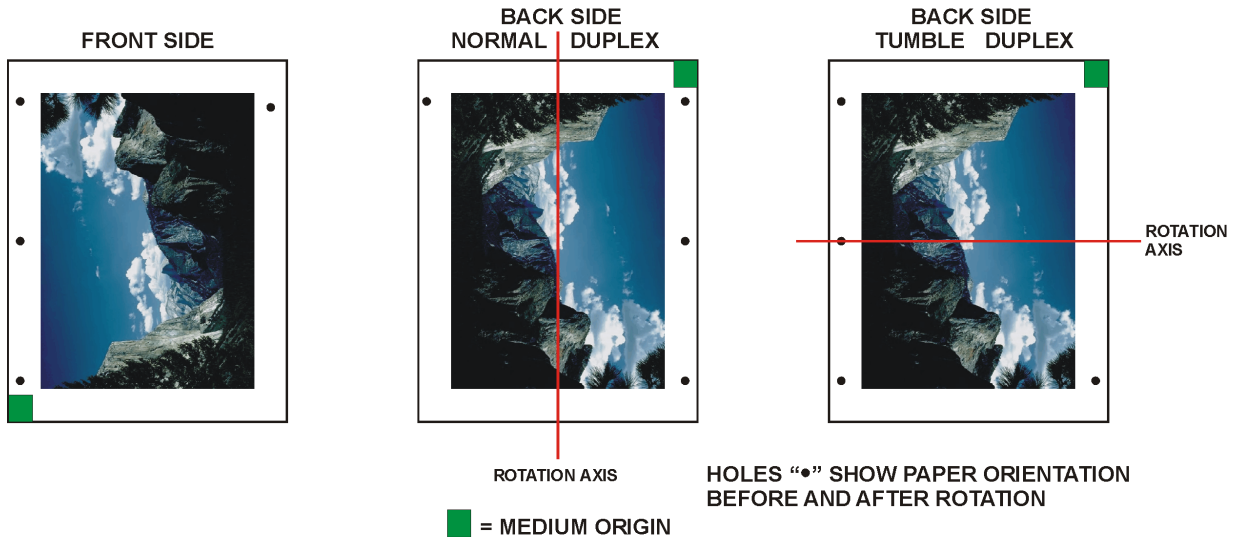 FRONT SIDE
BACK SIDE
NORMAL DUPLEX
BACK SIDE
TUMBLE DUPLEX
ROTATION
AXIS
ROTATION AXIS
HOLES “•” SHOW PAPER ORIENTATION
BEFORE AND AFTER ROTATION
= MEDIUM ORIGIN